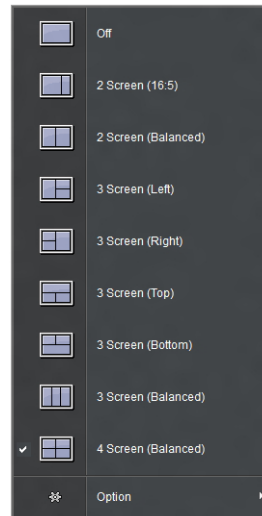 Off
2 Screen (16:5)
2 Screen (Balanced)
3 Screen (Left)
3 Screen (Right)
3 Screen (Top)
3 Screen (Bottom)
3 Screen (Balanced)
4 Screen (Balanced)
Option